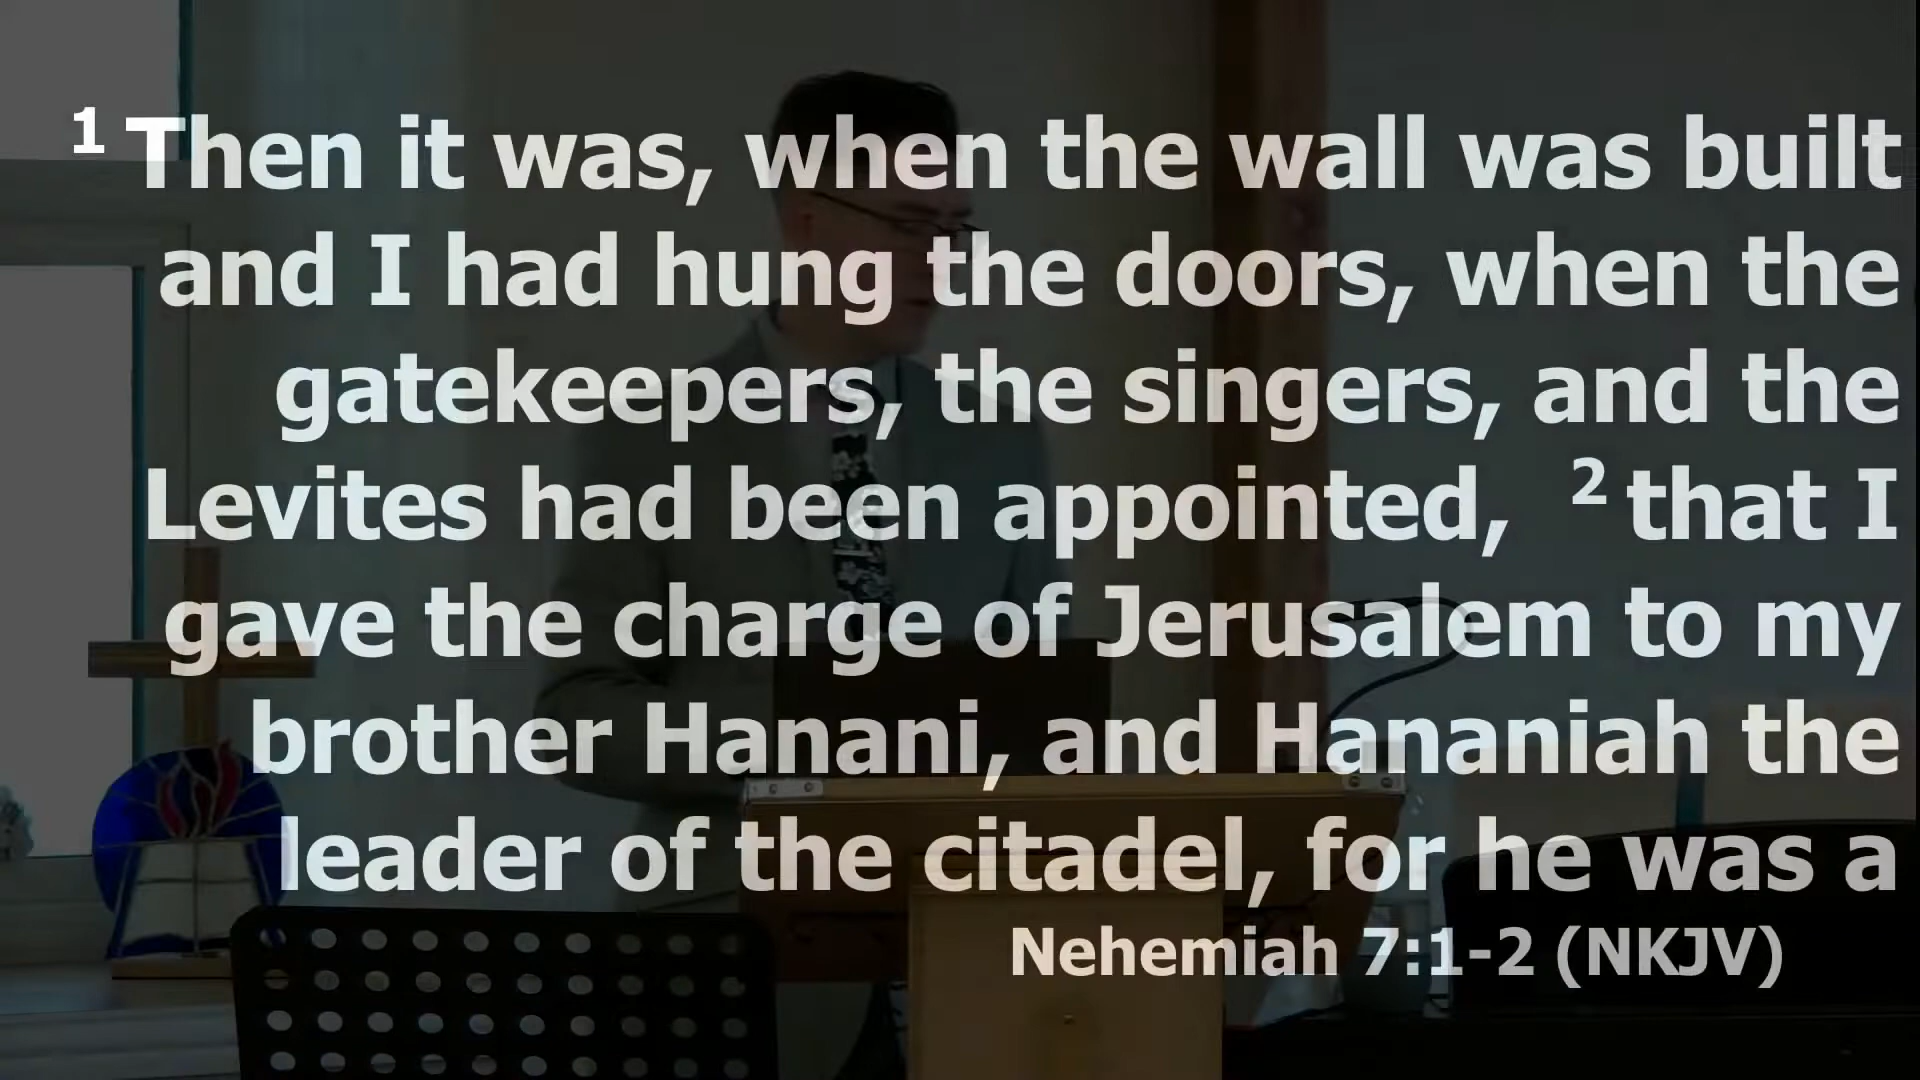 1 Then it was, when the wall was built
and I had hung the doors, when the
gatekeepers, the singers, and the
Levites had been appointed, 2 that I
gave the charge of Jerusalem to my
brother Hanani, and Hananiah the
leader of the citadel, for he was a
Nehemiah 7:1-2 (NKJV)